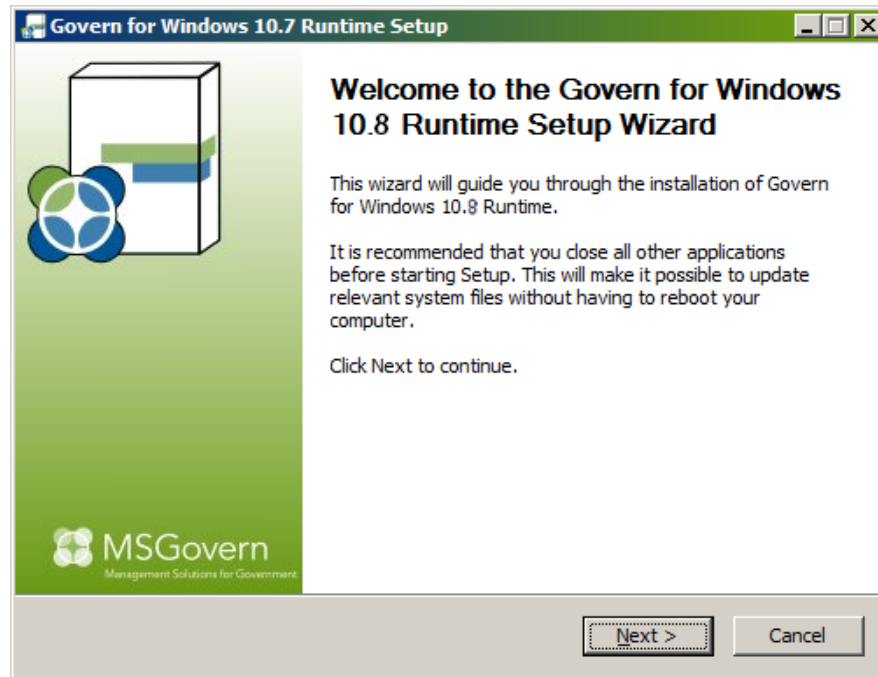 Govern for Windows 10.7 Runtime Setup
Welcome to the Govern for Windows
10.8 Runtime Setup Wizard
This wizard will guide you through the installation of Govern
for Windows 10.8 Runtime.
It is recommended that you close all other applications
before starting Setup. This will make it possible to update
relevant system files without having to reboot your
computer.
Click Next to continue.
MSGovern
Management Solutions for Government
Next >
Cancel